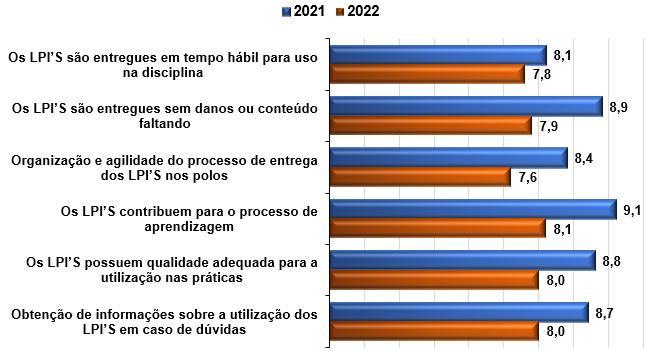 2021 2022
Os LPI’S são entregues em tempo hábil para uso
na disciplina
8,1
7,8
Os LPI’S são entregues sem danos ou conteúdo
faltando
8,9
7,9
Organização e agilidade do processo de entrega
dos LPI’S nos polos
8,4
7,6
Os LPI’S contribuem para o processo de
aprendizagem
9,1
8,1
Os LPI’S possuem qualidade adequada para a
utilização nas práticas
8,8
8,0
Obtenção de informações sobre a utilização dos
LPI’S em caso de dúvidas
8,7
8,0